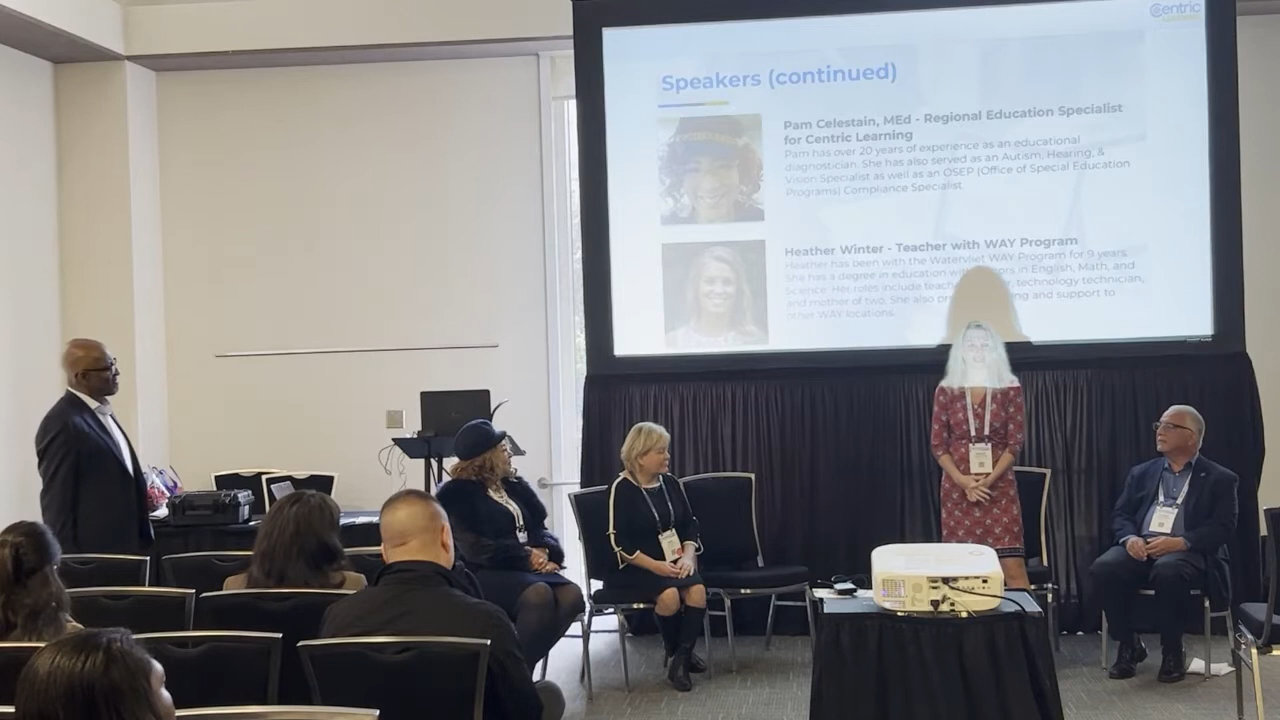 Centric
Speakers (continued)
Pam Celestain, MEd - Regional Education Specialist
for Centric Learning
Pam has over 20 years of experience as an educational
diagnostician. She has also served as an Autism, Hearing, &
Vision Specialist as well as an OSEP (Office of Special Education
Programs) Compliance Specialist.
Heather Winter - Teacher with WAY Program
Heather has been with the Watervliet WAY Program for 9 years.
She has a degree in education with in English, Math, and
Science. Her roles include technology technician,
and mother of two. She also and support to
other WAY locations.